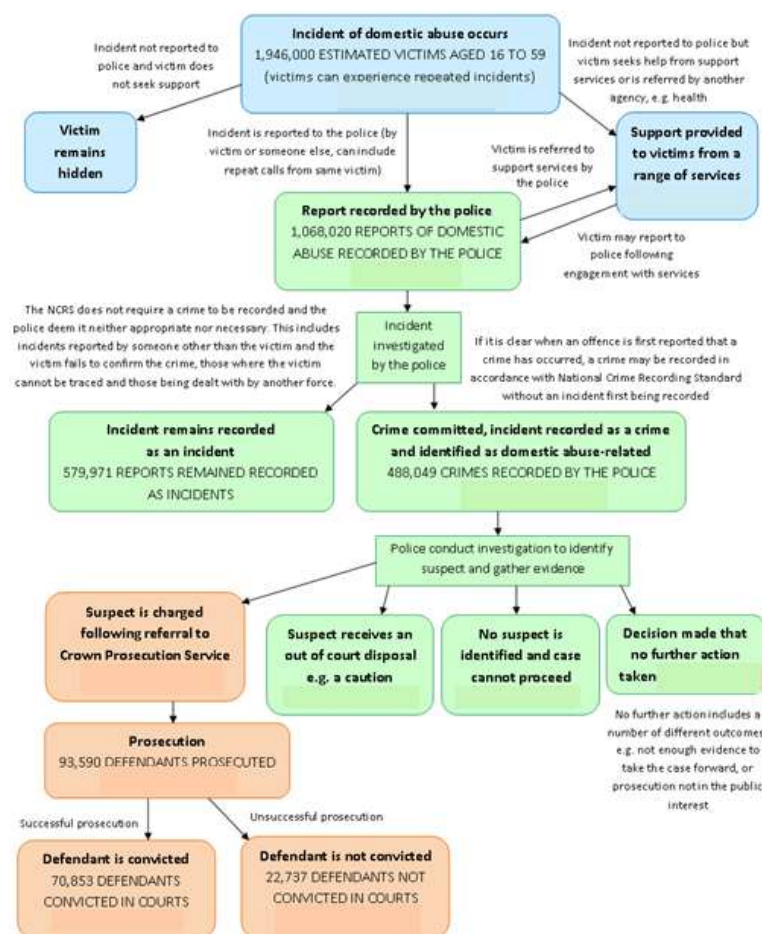 Incident of domestic abuse occurs
1,946,000 ESTIMATED VICTIMS AGED 16 TO 59
(victims can experience repeated incidents)
Incident not reported to
police and victim does
not seek support
Incident not reported to police but
victim seeks help from support
services or is referred by another
agency, e.g. health
Victim
remains
hidden
Incident is reported to the police (by
victim or someone else, can include
repeat calls from same victim)
Victim is referred to
support services by
the police
Support provided
to victims from a
range of services
Report recorded by the police
1,068,020 REPORTS OF DOMESTIC
ABUSE RECORDED BY THE POLICE
Victim may report to
police following
engagement with services
The NCRS does not require a crime to be recorded and the
police deem it neither appropriate nor necessary. This includes
incidents reported by someone other than the victim and the
victim fails to confirm the crime, those where the victim
cannot be traced and those being dealt with by another force.
Incident
investigated
by the police
If it is clear when an offence is first reported that a
crime has occurred, a crime may be recorded in
accordance with National Crime Recording Standard
without an incident first being recorded
Incident remains recorded
as an incident
579,971 REPORTS REMAINED RECORDED
AS INCIDENTS
Crime committed, incident recorded as a crime
and identified as domestic abuse-related
488,049 CRIMES RECORDED BY THE POLICE
Police conduct investigation to identify
suspect and gather evidence
Suspect is charged
following referral to
Crown Prosecution Service
Suspect receives an
out of court disposal
e.g. a caution
No suspect is
identified and case
cannot proceed
Decision made that
no further action
taken
No further action includes a
number of different outcomes
e.g. not enough evidence to
take the case forward, or
prosecution not in the public
interest
Prosecution
93,590 DEFENDANTS PROSECUTED
Successful prosecution
Unsuccessful prosecution
Defendant is convicted
70,853 DEFENDANTS
CONVICTED IN COURTS
Defendant is not convicted
22,737 DEFENDANTS NOT
CONVICTED IN COURTS